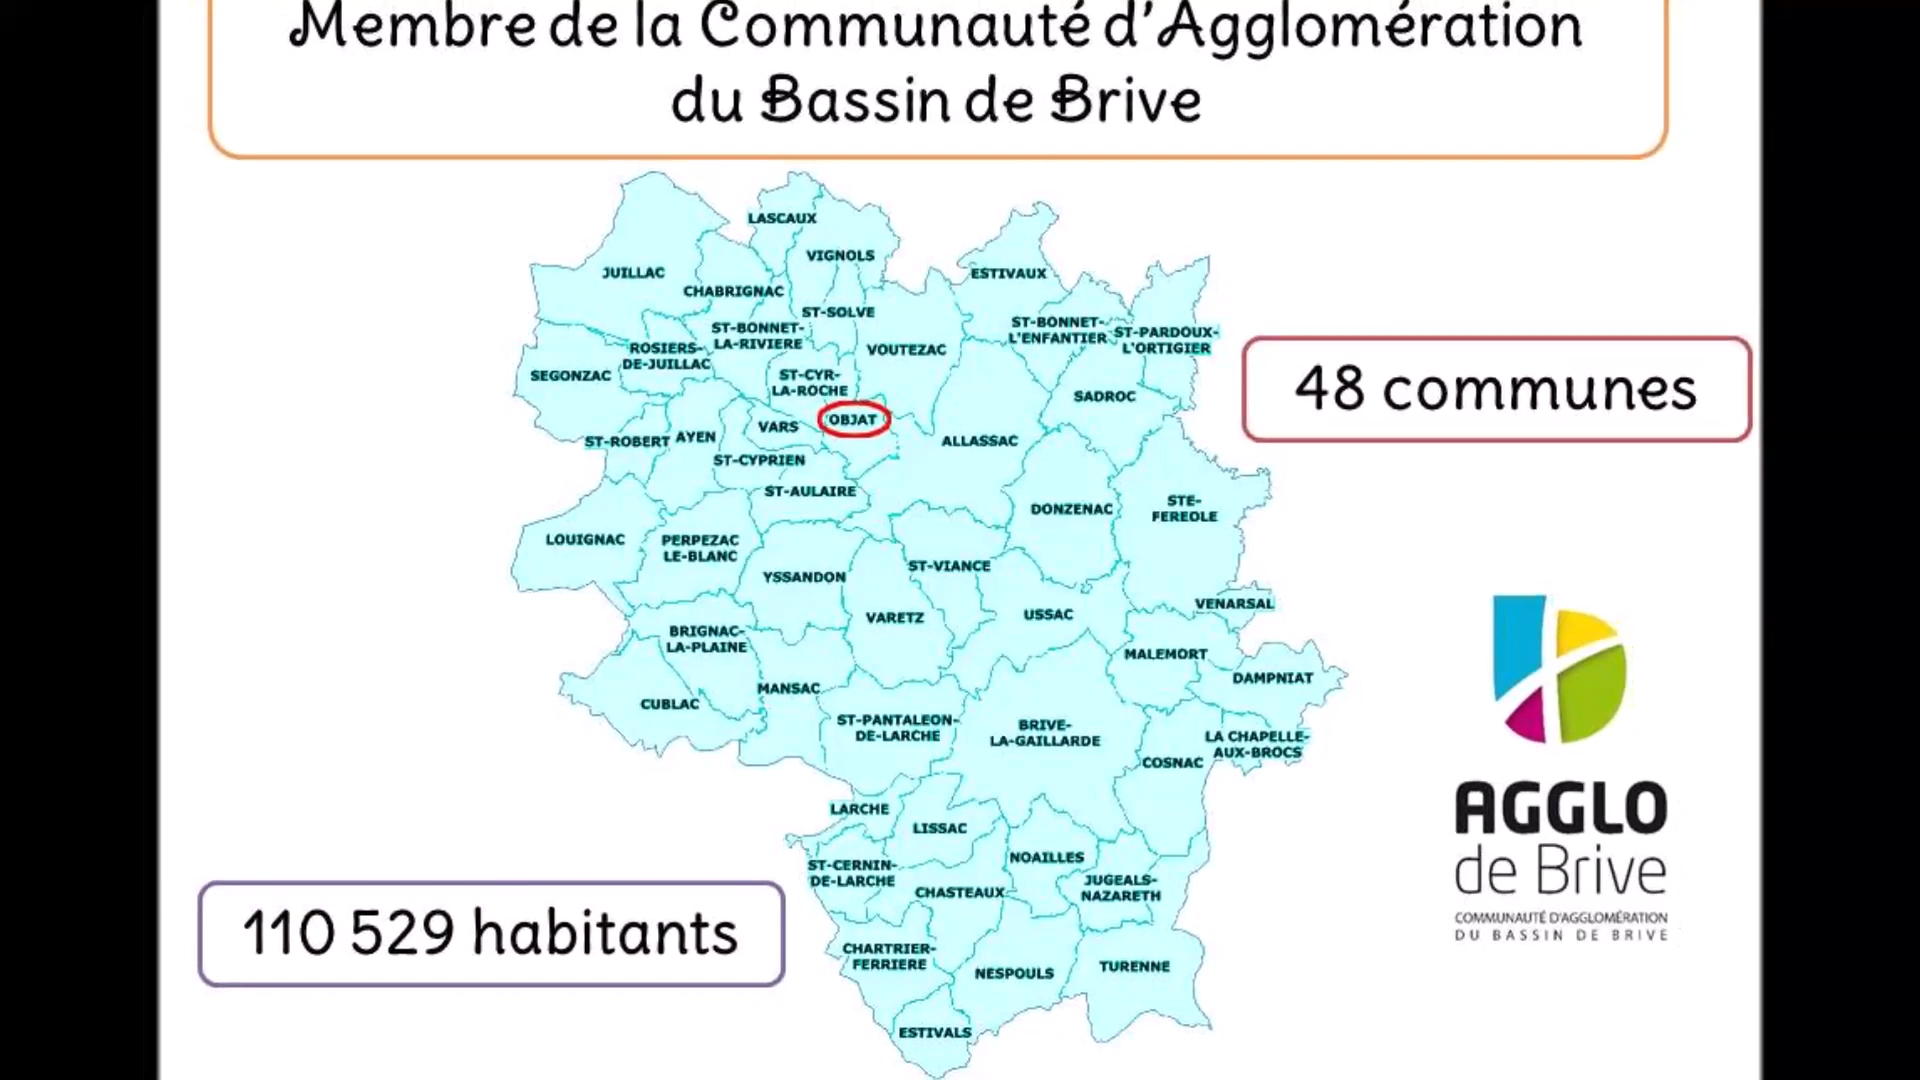 Membre de la Communauté d'Agglomération
du Bassin de Brive
LASCAUX
VIGNOLS
JUILLAC
ESTIVAUX
CHABRIGNAC
ST-SOLVE
ST-BONNET-
LA-RIVIERE
ST-BONNET-
L'ENFANTIER
ST-PARDOUX-
L'ORTIGIER
ROSIERS-
DE-JUILLAC
VOUTEZAC
SEGONZAC
ST-CYR-
LA-ROCHE
48 communes
SADROC
OBJAT
VARS
ST-ROBERT
AYEN
ALLASSAC
ST-CYPRIEN
ST-AULAIRE
DONZENAC
STE-
FEREOLE
LOUIGNAC
PERPEZAC
LE-BLANC
ST-VIANCE
YSSANDON
VENARSAL
VARETZ
USSAC
BRIGNAC-
LA-PLAINE
MALEMORT
DAMPNIAT
MANSAC
CUBLAC
ST-PANTALEON-
DE-LARCHE
BRIVE-
LA-GAILLARDE
LA CHAPELLE-
AUX-BROCS
COSNAC
LARCHE
LISSAC
NOAILLES
ST-CERNIN-
DE-LARCHE
CHASTEAUX
JUGEALS-
NAZARETH
CHARTRIER-
FERRIERE
NESPOULS
TURENNE
ESTIVALS
110 529 habitants
AGGLO
de Brive
COMMUNAUTÉ D'AGGLOMÉRATION
DU BASSIN DE BRIVE